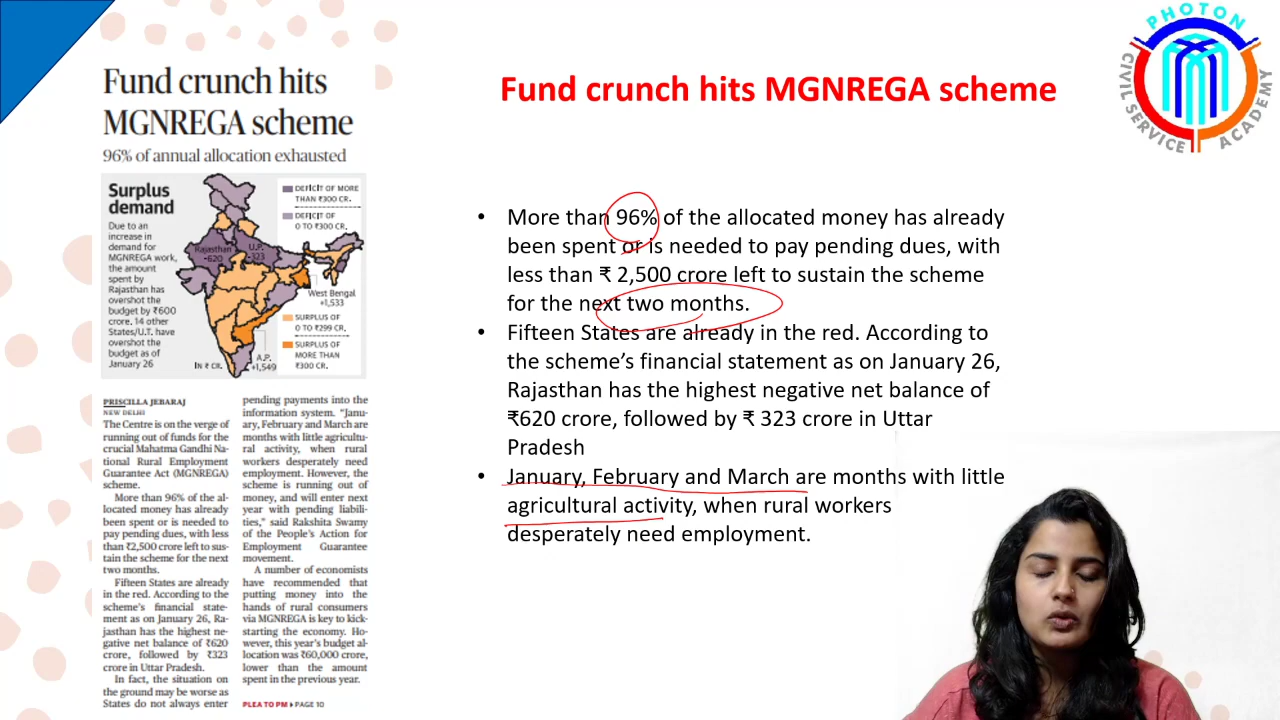 Fund crunch hits
MGNREGA scheme
96% of annual allocation exhausted
Surplus
demand
Due to an
increase in
demand for
MGNREGA work,
the amount
spent by
Rajasthan has
overshot the
budget by ₹600
crore. 14 other
States/U.T. have
overshot the
budget as of
January 26
DEFICIT OF MORE
THAN ₹300 CR.
DEFICIT OF
0 TO ₹300 CR.
Rajasthan
-620
U.P.
-323
West Bengal
+1,533
SURPLUS OF
0 TO ₹299 CR.
SURPLUS OF
MORE THAN
₹300 CR.
A.P.
+1,549
IN ₹ CR.
PRISCILLA JEBARAJ
NEW DELHI
The Centre is on the verge of
running out of funds for the
crucial Mahatma Gandhi Na-
tional Rural Employment
Guarantee Act (MGNREGA)
scheme.
More than 96% of the al-
located money has already
been spent or is needed to
pay pending dues, with less
than ₹2,500 crore left to sus-
tain the scheme for the next
two months.
Fifteen States are already
in the red. According to the
scheme's financial state-
ment as on January 26, Ra-
jasthan has the highest ne-
gative net balance of ₹620
crore, followed by ₹323
crore in Uttar Pradesh.
In fact, the situation on
the ground may be worse as
States do not always enter
pending payments into the
information system. "Janu-
ary, February and March are
months with little agricultu-
ral activity, when rural
workers desperately need
employment. However, the
scheme is running out of
money, and will enter next
year with pending liabili-
ties," said Rakshita Swamy
of the People's Action for
Employment Guarantee
movement.
A number of economists
have recommended that
putting money into the
hands of rural consumers
via MGNREGA is key to kick-
starting the economy. Ho-
wever, this year's budget al-
location was ₹60,000 crore,
lower than the amount
spent in the previous year.
PLEA TO PM ▸ PAGE 10
Fund crunch hits MGNREGA scheme
• More than 96% of the allocated money has already
been spent or is needed to pay pending dues, with
less than ₹ 2,500 crore left to sustain the scheme
for the next two months.
• Fifteen States are already in the red. According to
the scheme's financial statement as on January 26,
Rajasthan has the highest negative net balance of
₹620 crore, followed by ₹ 323 crore in Uttar
Pradesh
• January, February and March are months with little
agricultural activity, when rural workers
desperately need employment.
PHOTON
CIVIL SERVICE ACADEMY